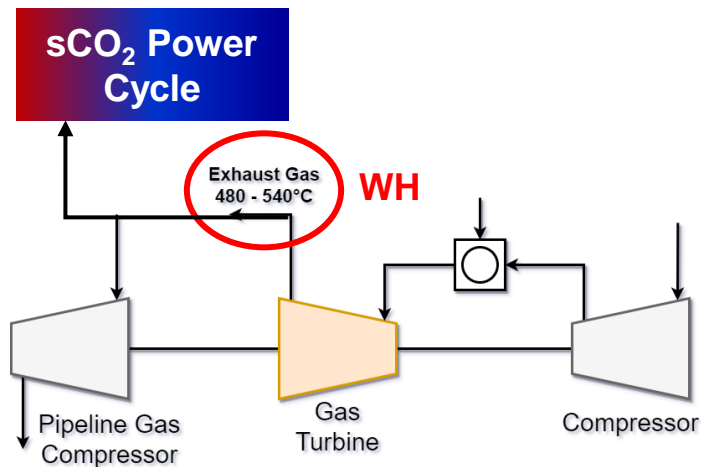 sCO₂ Power
Cycle
Exhaust Gas
480 - 540°C
WH
Pipeline Gas
Compressor
Gas
Turbine
Compressor